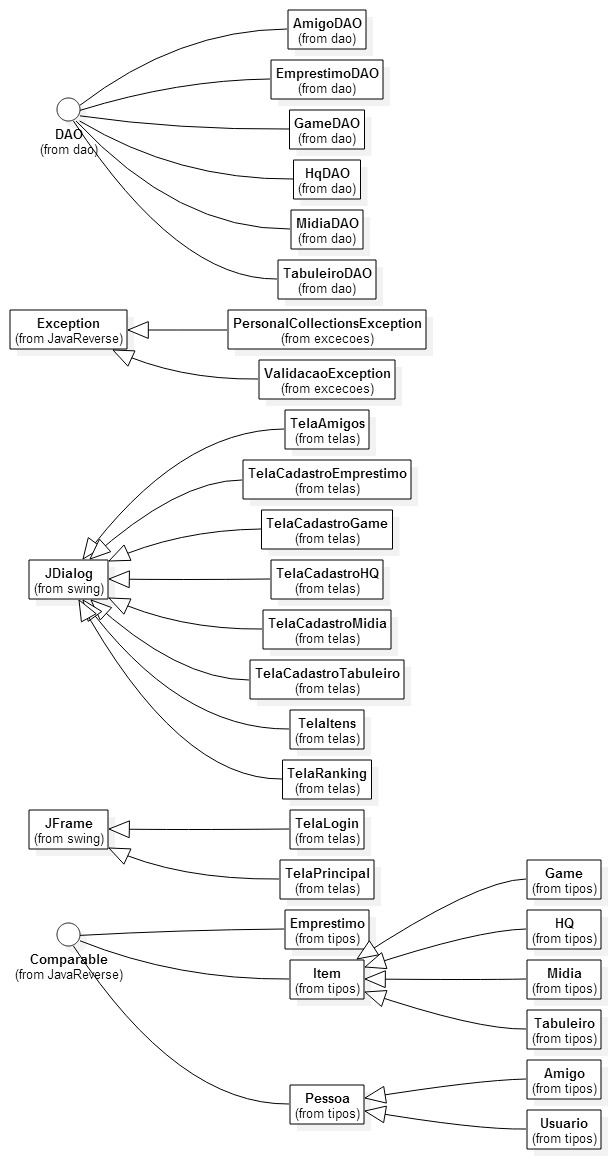 AmigoDAO
(from dao)
EmprestimoDAO
(from dao)
DAO
(from dao)
GameDAO
(from dao)
HqDAO
(from dao)
MidiaDAO
(from dao)
TabuleiroDAO
(from dao)
Exception
(from JavaReverse)
PersonalCollectionsException
(from excecoes)
ValidacaoException
(from excecoes)
TelaAmigos
(from telas)
TelaCadastroEmprestimo
(from telas)
TelaCadastroGame
(from telas)
JDialog
(from swing)
TelaCadastroHQ
(from telas)
TelaCadastroMidia
(from telas)
TelaCadastroTabuleiro
(from telas)
TelaItens
(from telas)
TelaRanking
(from telas)
JFrame
(from swing)
TelaLogin
(from telas)
TelaPrincipal
(from telas)
Game
(from tipos)
Comparable
(from JavaReverse)
Emprestimo
(from tipos)
HQ
(from tipos)
Item
(from tipos)
Midia
(from tipos)
Tabuleiro
(from tipos)
Pessoa
(from tipos)
Amigo
(from tipos)
Usuario
(from tipos)